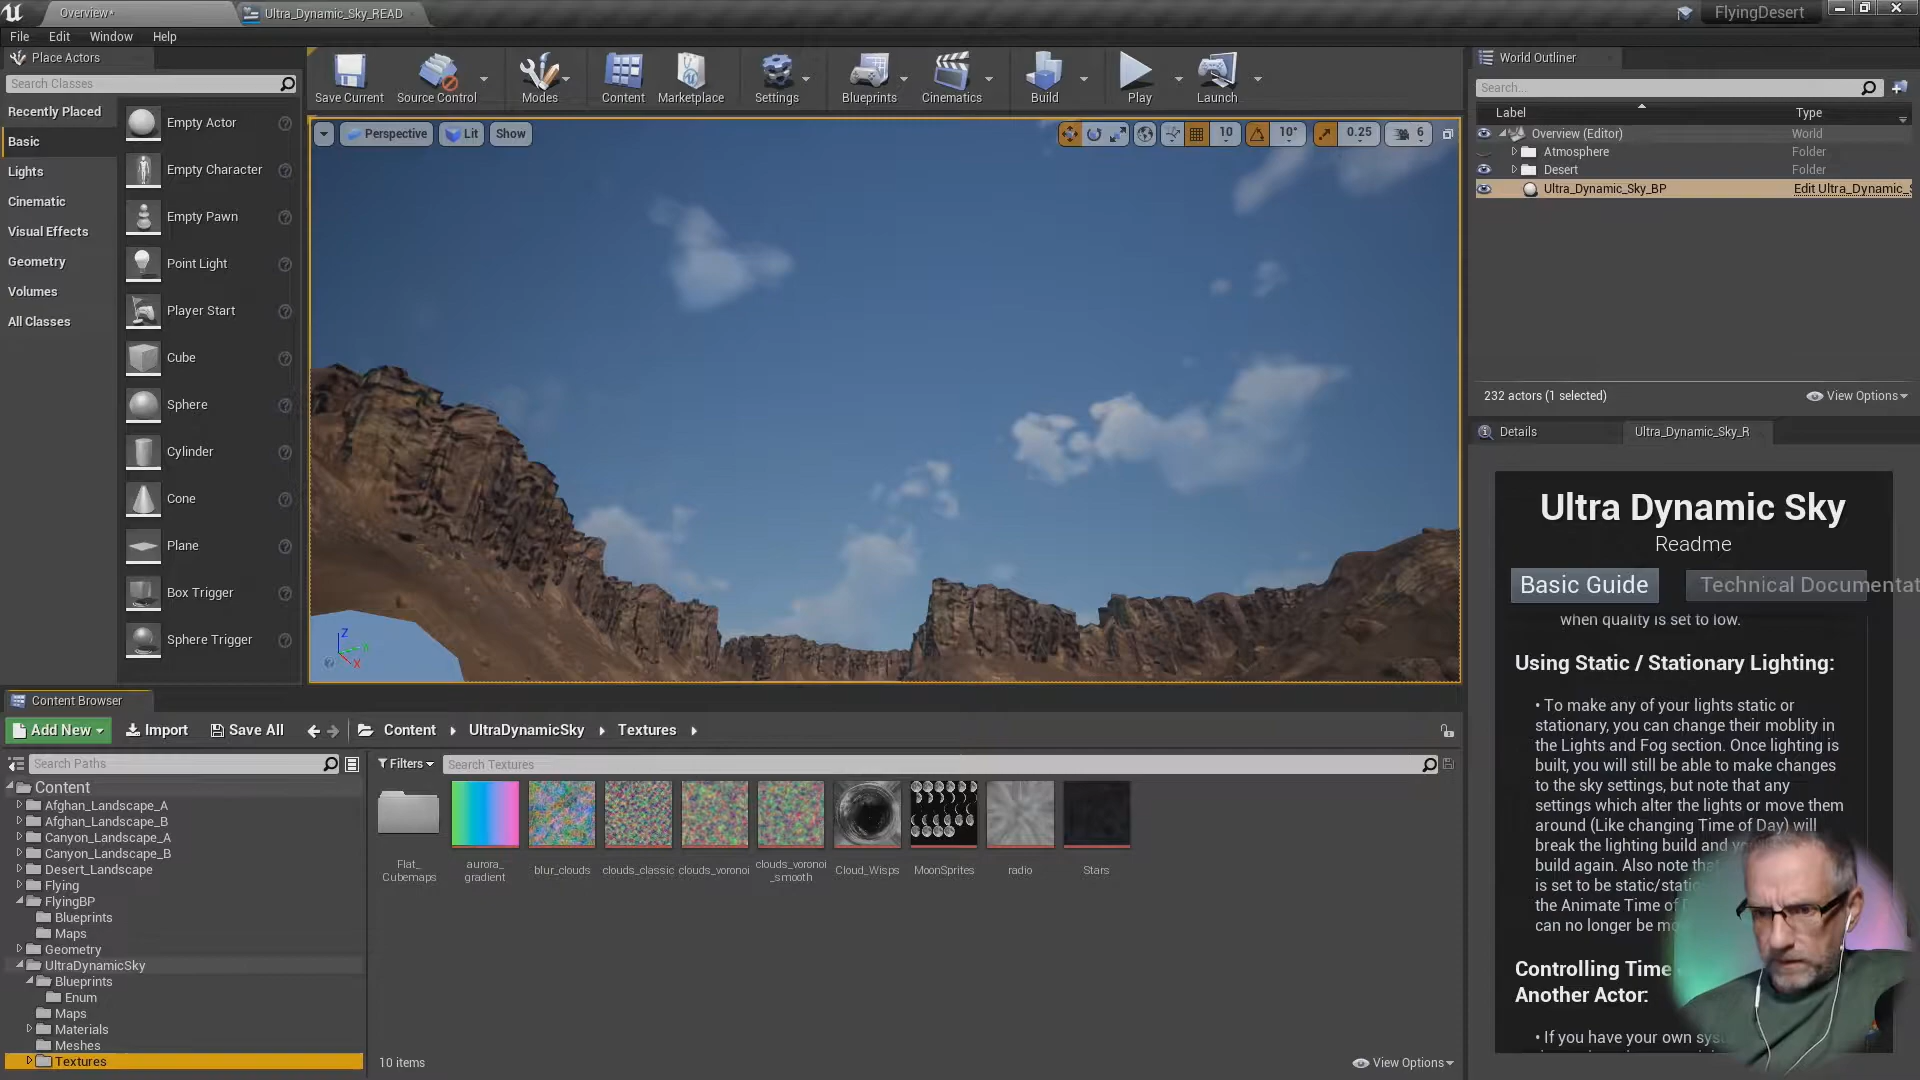 Overview*
Ultra_Dynamic_Sky_READ
FlyingDesert
File Edit Window Help
Place Actors
Search Classes
Recently Placed
Basic
Lights
Cinematic
Visual Effects
Geometry
Volumes
All Classes
Empty Actor
Empty Character
Empty Pawn
Point Light
Player Start
Cube
Sphere
Cylinder
Cone
Plane
Box Trigger
Sphere Trigger
Save Current
Source Control
Modes
Content
Marketplace
Settings
Blueprints
Cinematics
Build
Play
Launch
Perspective
Lit
Show
10
10°
0.25
6
Z
X
World Outliner
Search...
Label Type
Overview (Editor) World
Atmosphere Folder
Desert Folder
Ultra_Dynamic_Sky_BP Edit Ultra_Dynamic_S
232 actors (1 selected)
View Options
Details
Ultra_Dynamic_Sky_R
Ultra Dynamic Sky
Readme
Basic Guide
Technical Documentat
when quality is set to low.
Using Static / Stationary Lighting:
• To make any of your lights static or
stationary, you can change their moblity in
the Lights and Fog section. Once lighting is
built, you will still be able to make changes
to the sky settings, but note that any
settings which alter the lights or move them
around (Like changing Time of Day) will
break the lighting build and
build again. Also note tha
is set to be static/static
the Animate Time of
can no longer be mo
Controlling Time
Another Actor:
• If you have your own sys
Content Browser
Add New
Import
Save All
Content
UltraDynamicSky
Textures
Search Paths
Filters
Search Textures
Content
Afghan_Landscape_A
Afghan_Landscape_B
Canyon_Landscape_A
Canyon_Landscape_B
Desert_Landscape
Flying
FlyingBP
Blueprints
Maps
Geometry
UltraDynamicSky
Blueprints
Enum
Maps
Materials
Meshes
Textures
Flat_
Cubemaps
aurora_
gradient
blur_clouds
clouds_classic
clouds_voronoi
clouds_voronoi
_smooth
Cloud_Wisps
MoonSprites
radio
Stars
10 items
View Options